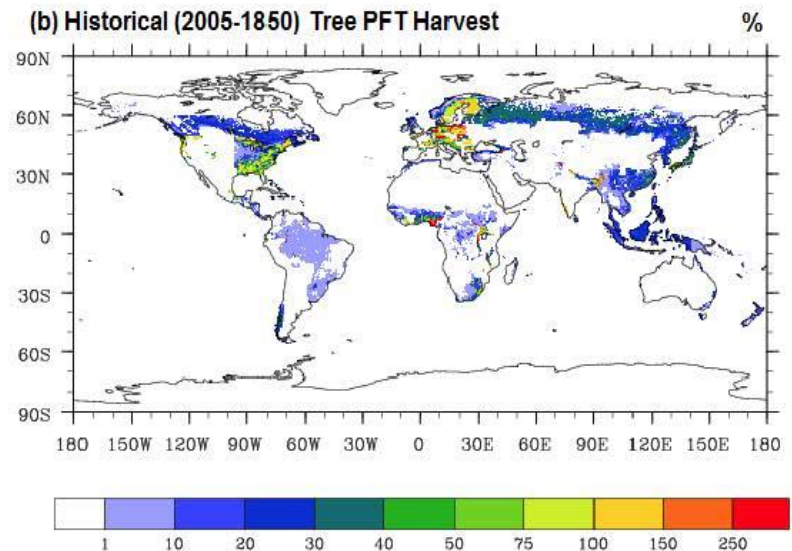 (b) Historical (2005-1850) Tree PFT Harvest %
90N
60N
30N
0
30S
60S
90S
180 150W 120W 90W 60W 30W 0 30E 60E 90E 120E 150E 180
1 10 20 30 40 50 75 100 150 250